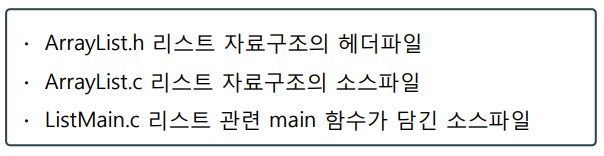 · ArrayList.h 리스트 자료구조의 헤더파일
· ArrayList.c 리스트 자료구조의 소스파일
· ListMain.c 리스트 관련 main 함수가 담긴 소스파일